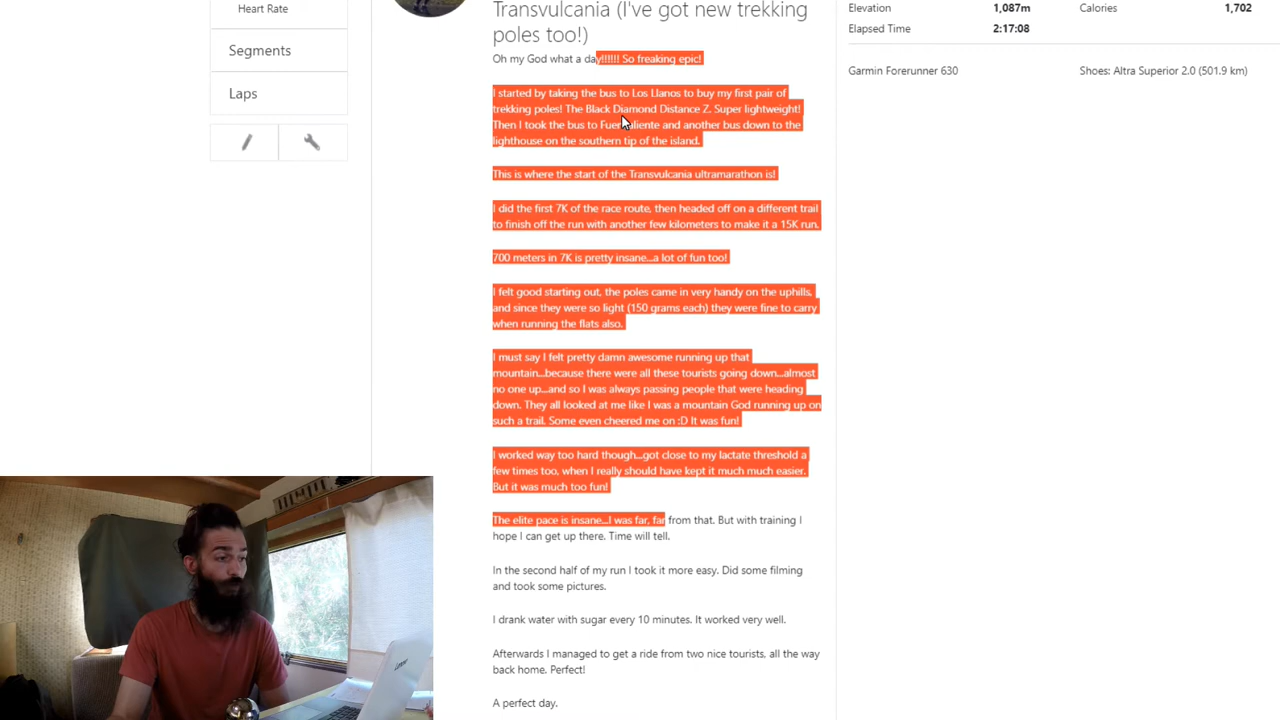 Heart Rate
Segments
Laps
Transvulcania (I've got new trekking
poles too!)
Oh my God what a day!!!!!! So freaking epic!
I started by taking the bus to Los Llanos to buy my first pair of
trekking poles! The Black Diamond Distance Z. Super lightweight!
Then I took the bus to Fuencaliente and another bus down to the
lighthouse on the southern tip of the island.
This is where the start of the Transvulcania ultramarathon is!
I did the first 7K of the race route, then headed off on a different trail
to finish off the run with another few kilometers to make it a 15K run.
700 meters in 7K is pretty insane...a lot of fun too!
I felt good starting out, the poles came in very handy on the uphills,
and since they were so light (150 grams each) they were fine to carry
when running the flats also.
I must say I felt pretty damn awesome running up that
mountain...because there were all these tourists going down...almost
no one up...and so I was always passing people that were heading
down. They all looked at me like I was a mountain God running up on
such a trail. Some even cheered me on :D It was fun!
I worked way too hard though...got close to my lactate threshold a
few times too, when I really should have kept it much much easier.
But it was much too fun!
The elite pace is insane...I was far, far from that. But with training I
hope I can get up there. Time will tell.
In the second half of my run I took it more easy. Did some filming
and took some pictures.
I drank water with sugar every 10 minutes. It worked very well.
Afterwards I managed to get a ride from two nice tourists, all the way
back home. Perfect!
A perfect day.
Elevation 1,087m Calories 1,702
Elapsed Time 2:17:08
Garmin Forerunner 630 Shoes: Altra Superior 2.0 (501.9 km)
Lenovo